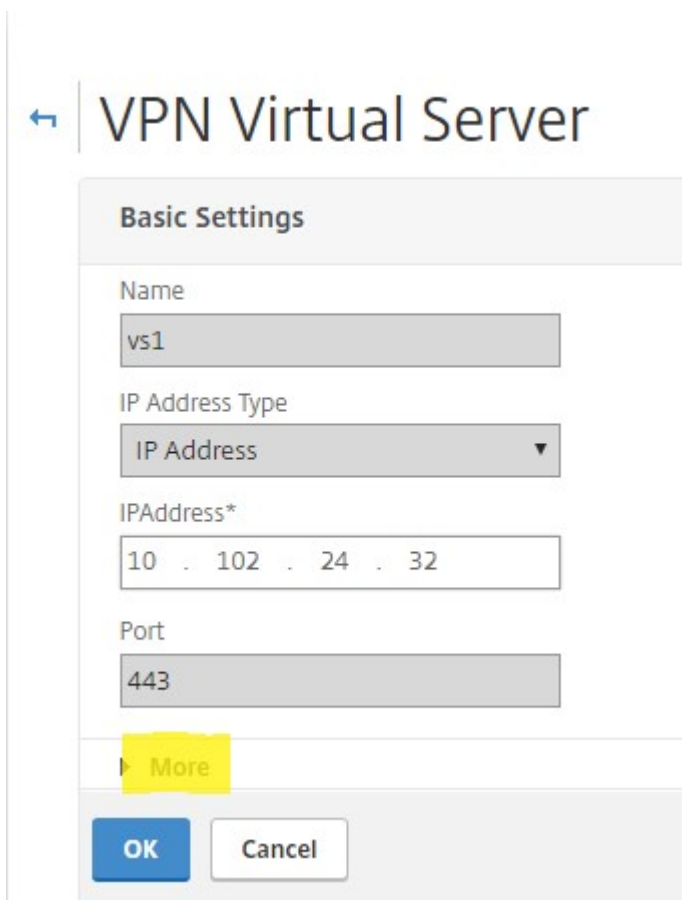 VPN Virtual Server
Basic Settings
Name
vs1
IP Address Type
IP Address
IPAddress*
10 . 102 . 24 . 32
Port
443
More
OK Cancel